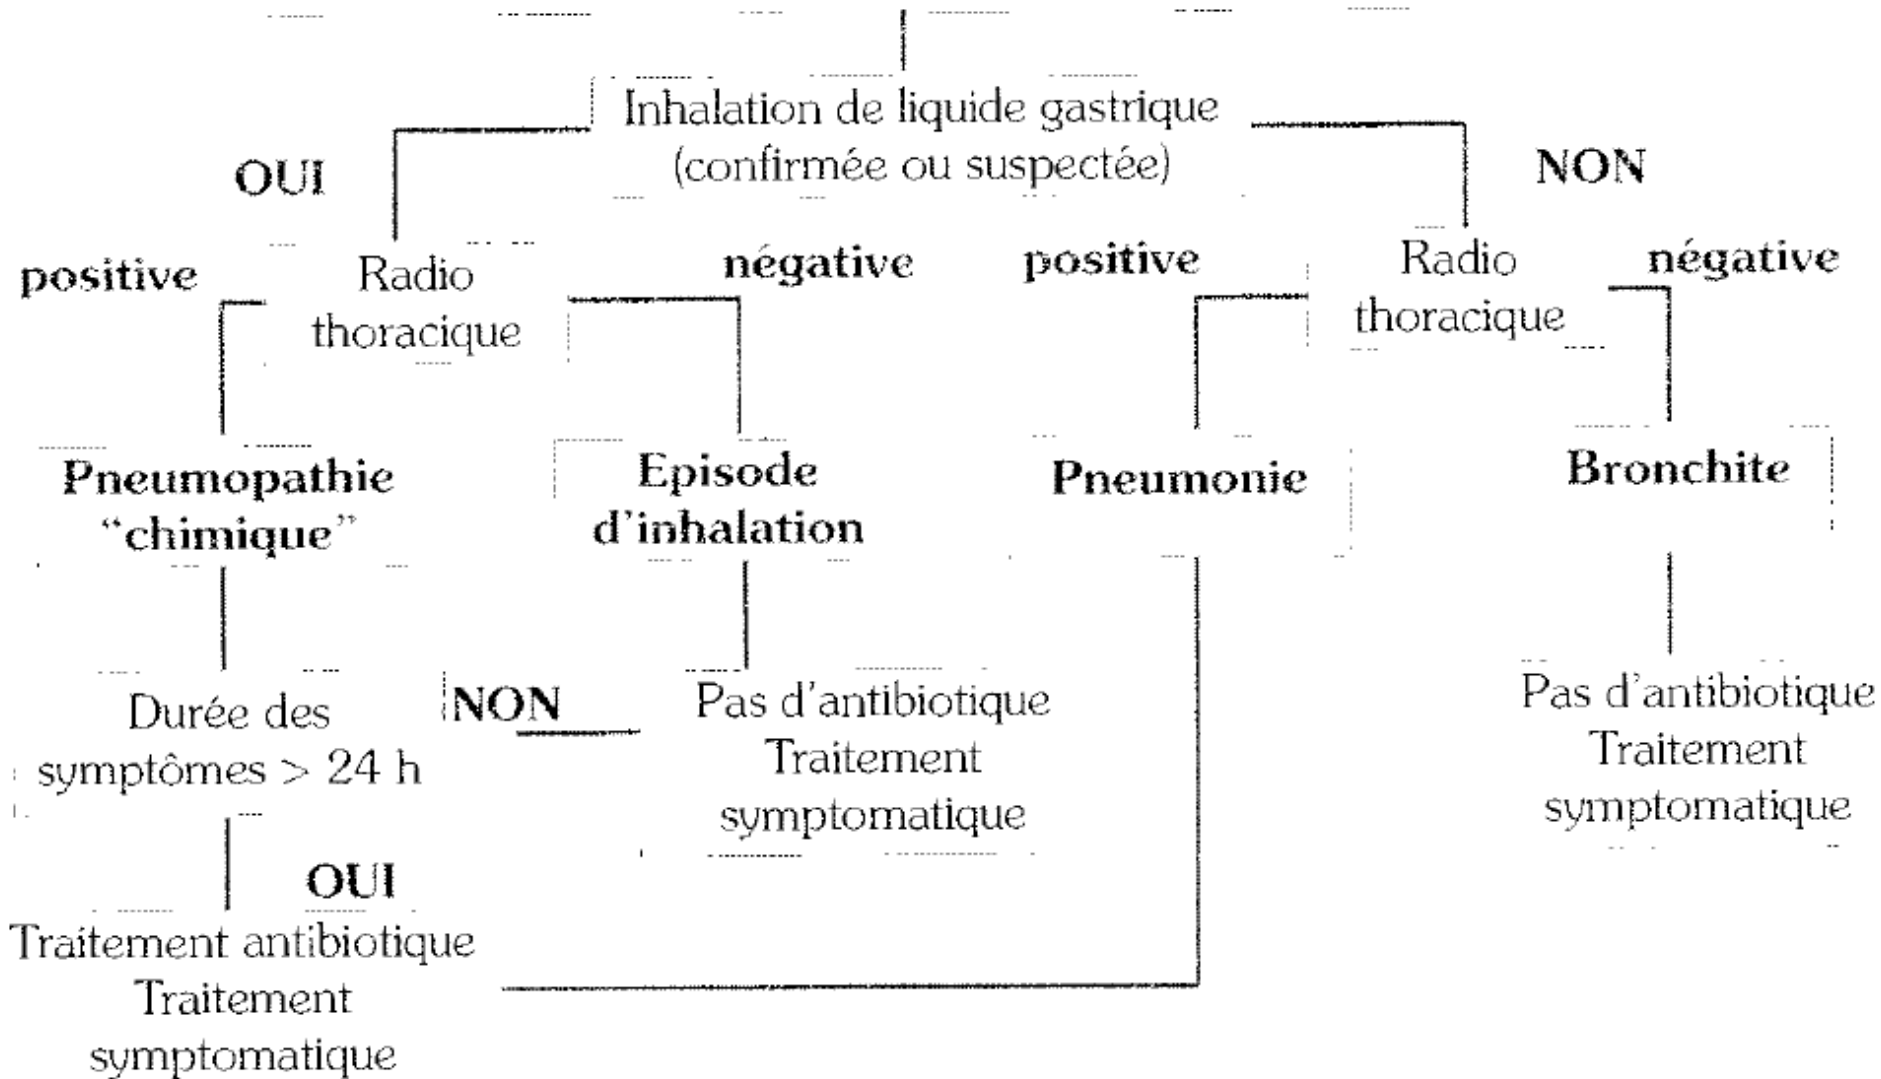 Inhalation de liquide gastrique
(confirmée ou suspectée)
OUI
NON
positive
Radio
thoracique
négative
positive
Radio
thoracique
négative
Pneumopathie
“chimique”
Episode
d'inhalation
Pneumonie
Bronchite
Durée des
symptômes > 24 h
NON
Pas d'antibiotique
Traitement
symptomatique
Pas d'antibiotique
Traitement
symptomatique
OUI
Traitement antibiotique
Traitement
symptomatique